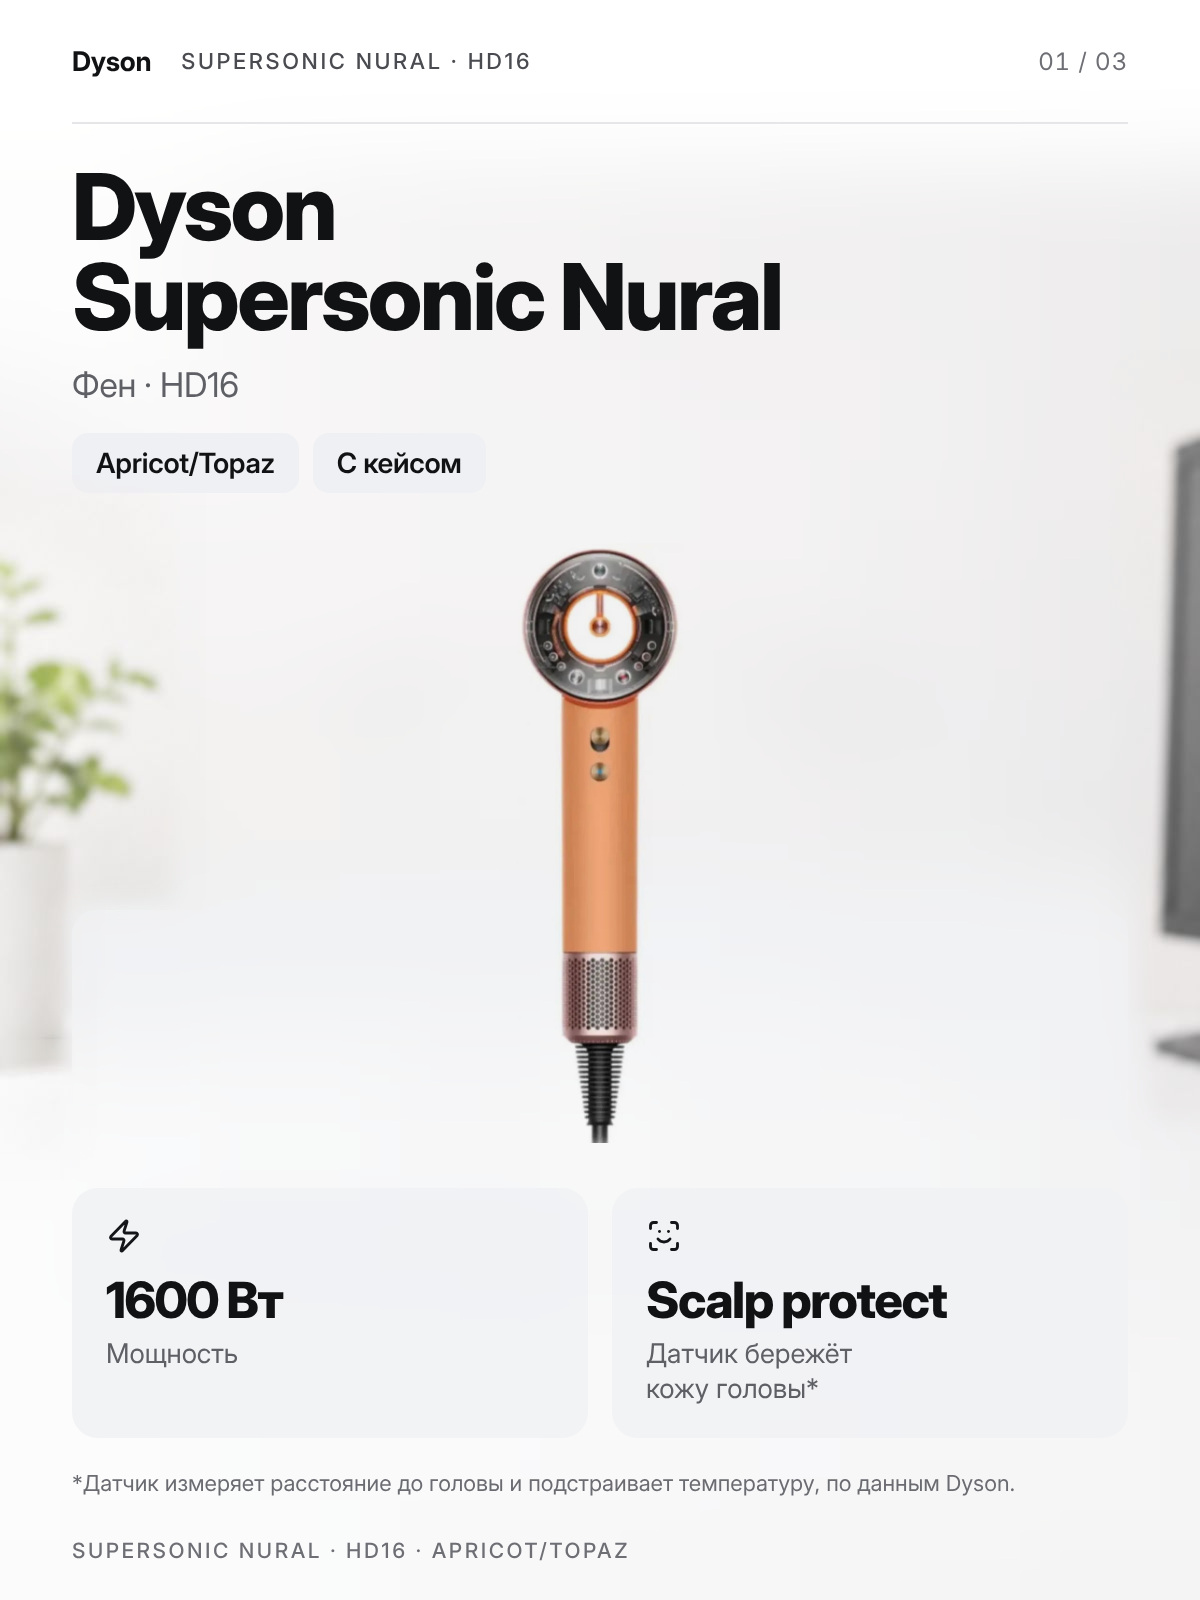 Dyson SUPERSONIC NURAL · HD16 01 / 03
Dyson
Supersonic Nural
Фен · HD16
Apricot/Topaz С кейсом
1600 Вт
Мощность
Scalp protect
Датчик бережёт
кожу головы*
*Датчик измеряет расстояние до головы и подстраивает температуру, по данным Dyson.
SUPERSONIC NURAL · HD16 · APRICOT/TOPAZ